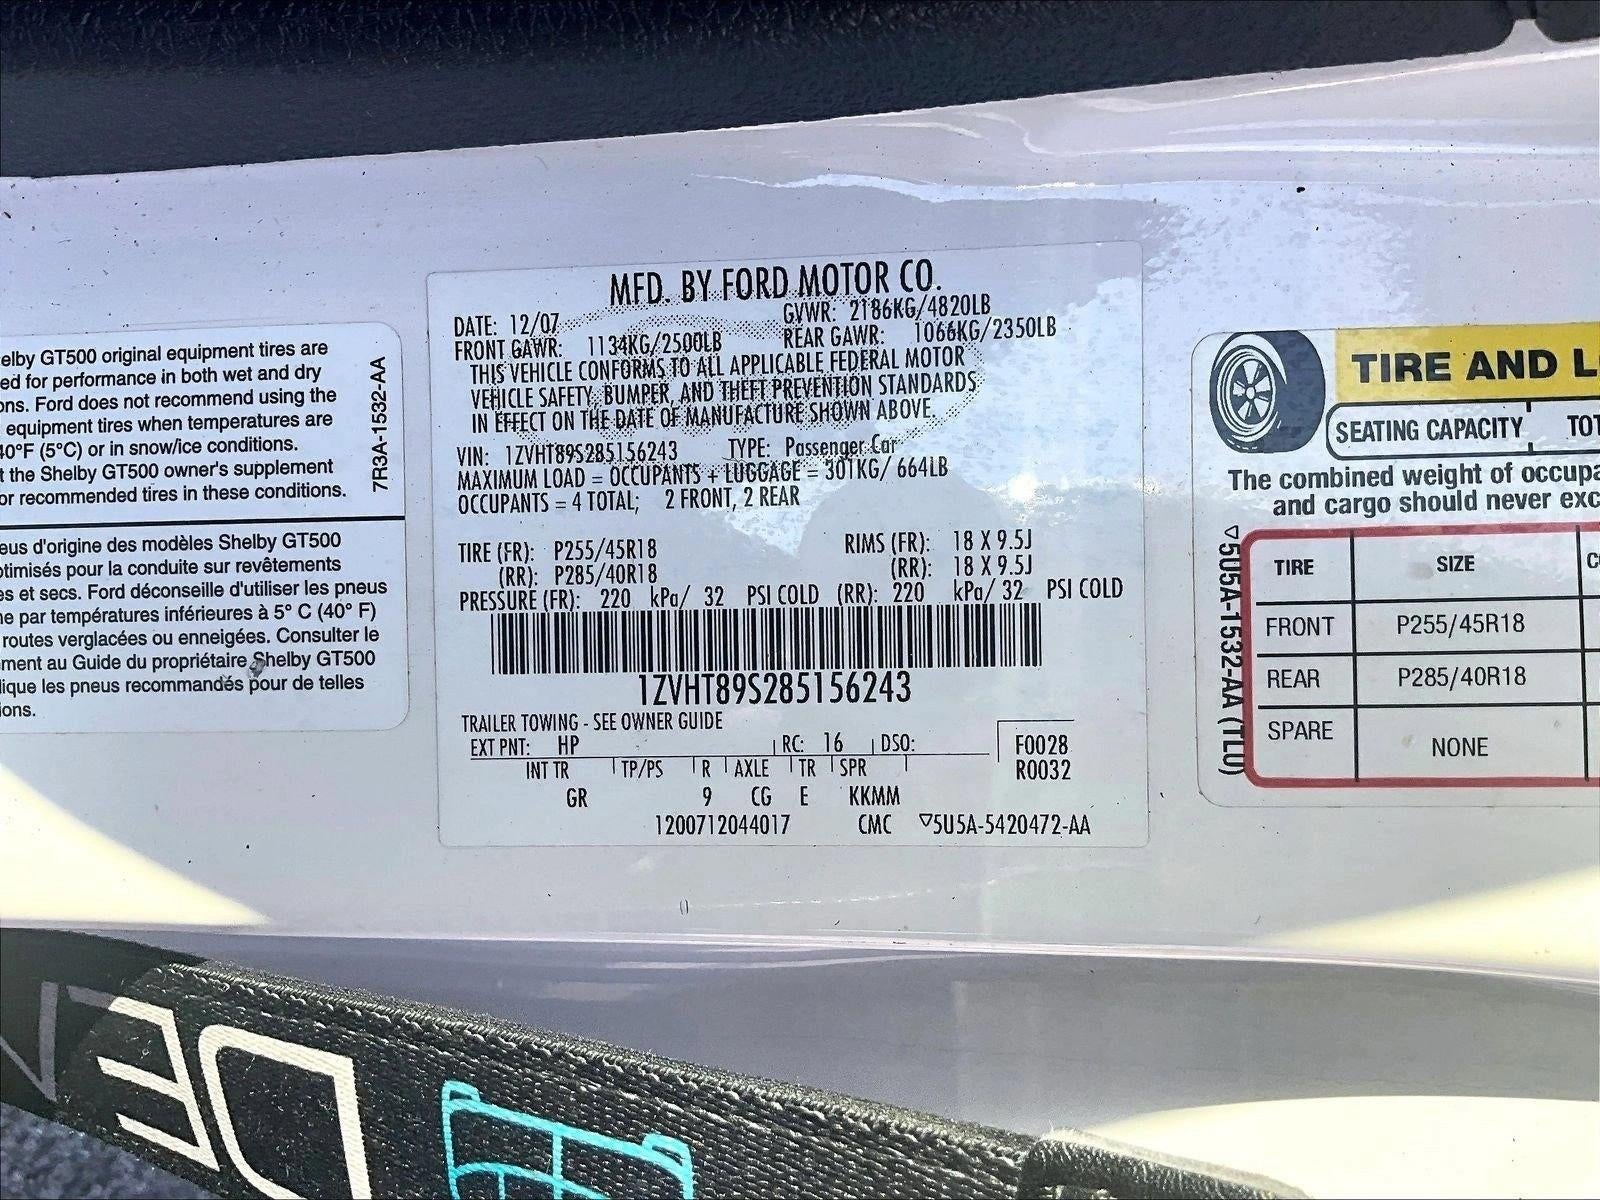 elby GT500 original equipment tires are
ed for performance in both wet and dry
ons. Ford does not recommend using the
equipment tires when temperatures are
40°F (5°C) or in snow/ice conditions.
t the Shelby GT500 owner's supplement
or recommended tires in these conditions.
7R3A-1532-AA
eus d'origine des modèles Shelby GT500
ptimisés pour la conduite sur revêtements
es et secs. Ford déconseille d'utiliser les pneus
ne par températures inférieures à 5° C (40° F)
routes verglacées ou enneigées. Consulter le
ment au Guide du propriétaire Shelby GT500
lique les pneus recommandés pour de telles
ions.
MFD. BY FORD MOTOR CO.
DATE: 12/07 GVWR: 2186KG/4820LB
FRONT GAWR: 1134KG/2500LB REAR GAWR: 1066KG/2350LB
THIS VEHICLE CONFORMS TO ALL APPLICABLE FEDERAL MOTOR
VEHICLE SAFETY, BUMPER, AND THEFT PREVENTION STANDARDS
IN EFFECT ON THE DATE OF MANUFACTURE SHOWN ABOVE.
VIN: 1ZVHT89S285156243 TYPE: Passenger Car
MAXIMUM LOAD = OCCUPANTS + LUGGAGE = 301KG/ 664LB
OCCUPANTS = 4 TOTAL; 2 FRONT, 2 REAR
TIRE (FR): P255/45R18 RIMS (FR): 18 X 9.5J
(RR): P285/40R18 (RR): 18 X 9.5J
PRESSURE (FR): 220 kPa/ 32 PSI COLD (RR): 220 kPa/ 32 PSI COLD
1ZVHT89S285156243
TRAILER TOWING - SEE OWNER GUIDE
EXT PNT: HP RC: 16 DSO: F0028
INT TR TP/PS R AXLE TR SPR R0032
GR 9 CG E KKMM
1200712044017 CMC ▽5U5A-5420472-AA
TIRE AND L
SEATING CAPACITY TOT
The combined weight of occupa
and cargo should never exc
▽5U5A-1532-AA (TLU)
TIRE SIZE C
FRONT P255/45R18
REAR P285/40R18
SPARE NONE
DE